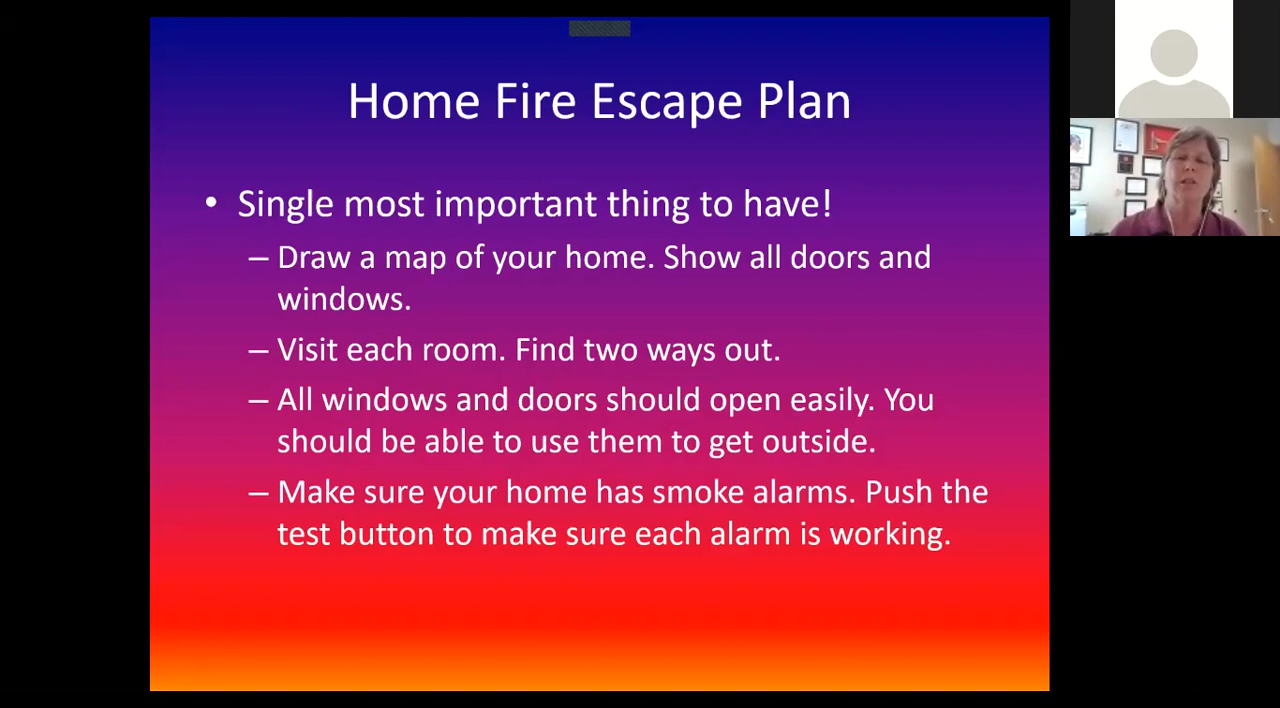 Home Fire Escape Plan
• Single most important thing to have!
– Draw a map of your home. Show all doors and
windows.
– Visit each room. Find two ways out.
– All windows and doors should open easily. You
should be able to use them to get outside.
– Make sure your home has smoke alarms. Push the
test button to make sure each alarm is working.